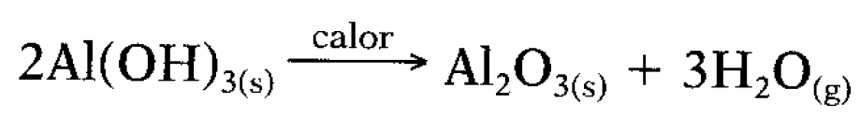 2Al(OH)₃₍ₛ₎ calor → Al₂O₃₍ₛ₎ + 3H₂O₍g₎